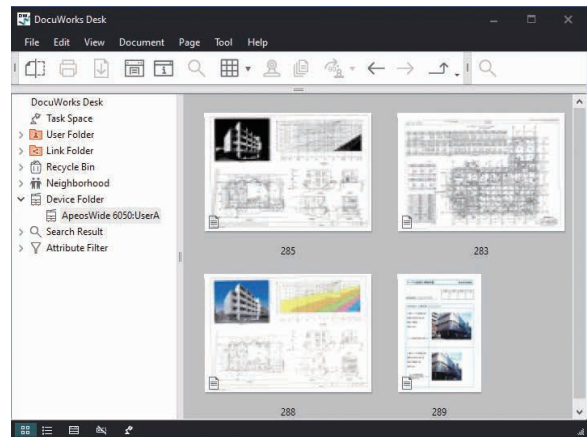 DocuWorks Desk
File Edit View Document Page Tool Help
DocuWorks Desk
Task Space
User Folder
Link Folder
Recycle Bin
Neighborhood
Device Folder
ApeosWide 6050:UserA
Search Result
Attribute Filter
285
283
288
289